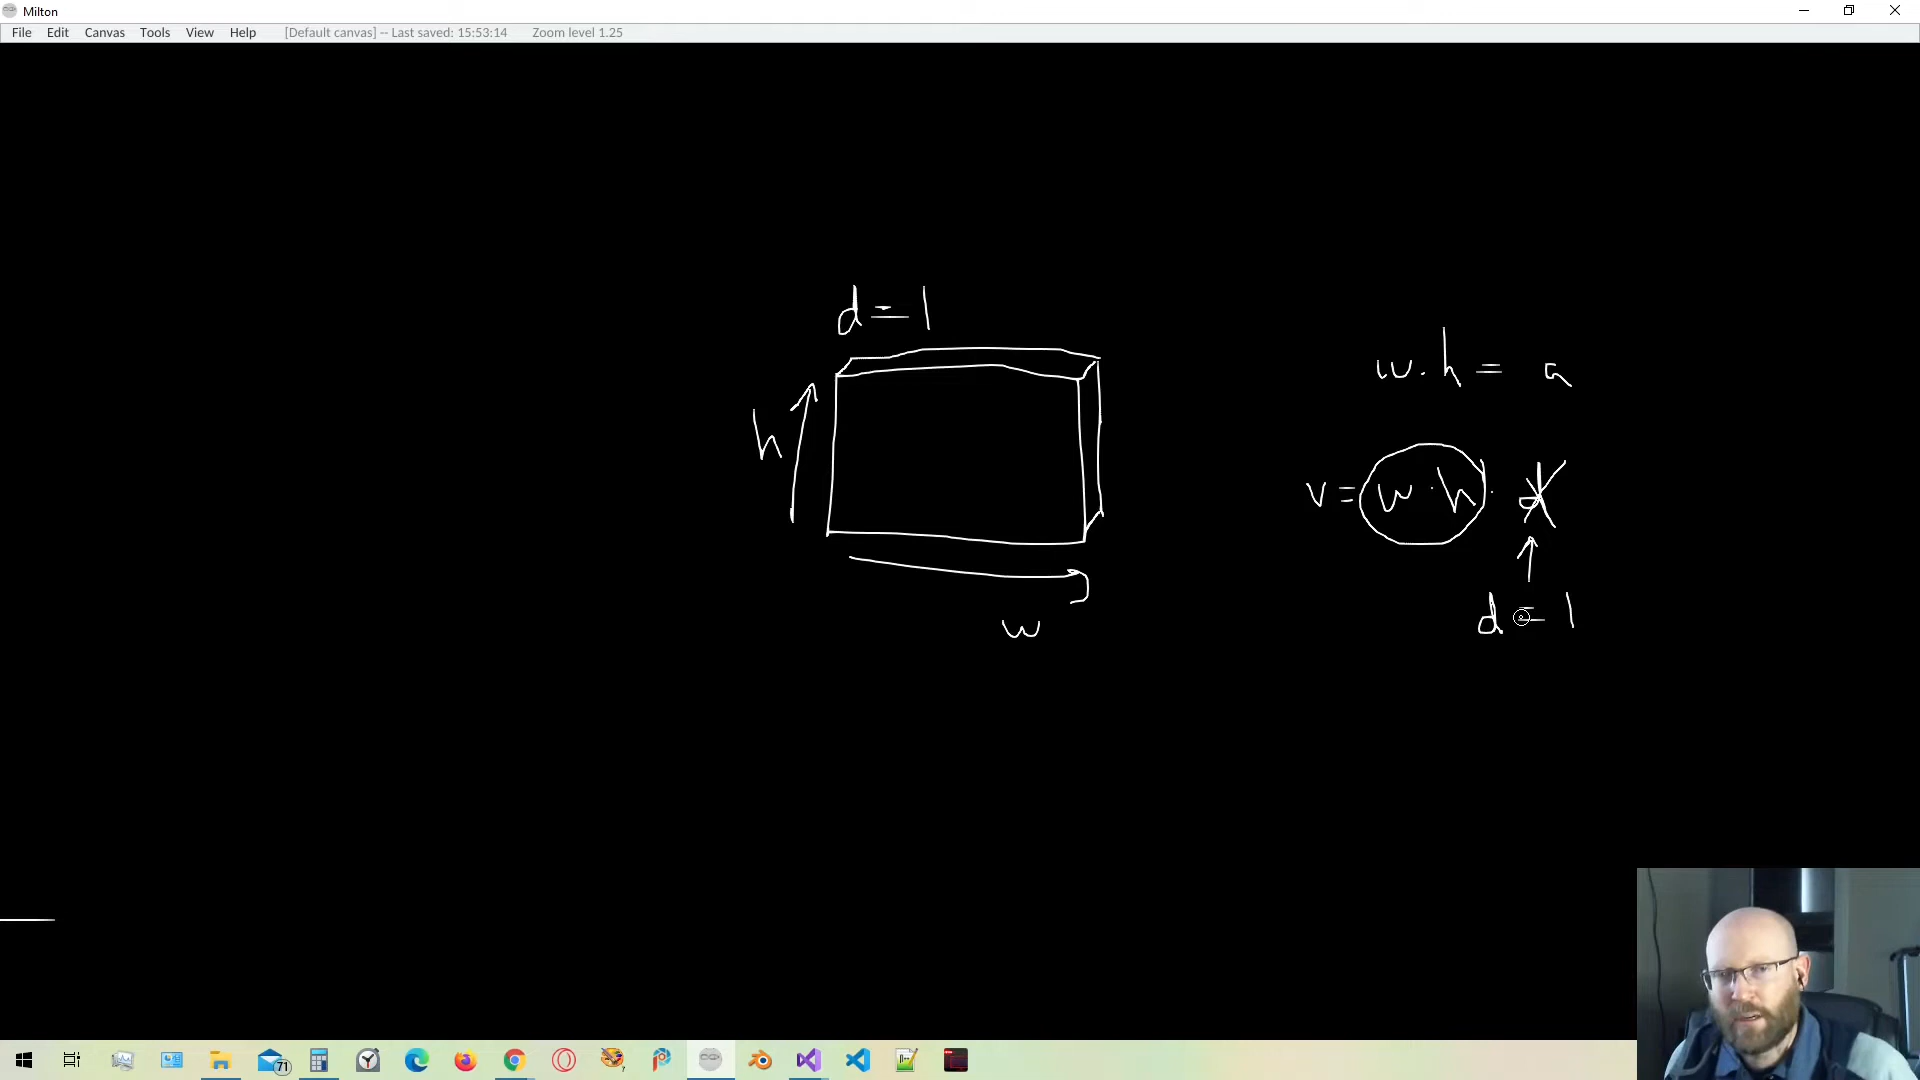 Milton
File Edit Canvas Tools View Help [Default canvas] -- Last saved: 15:53:14 Zoom level 1.25
d = 1
h
w
w . h = a
v = w · h · d
d = 1
71